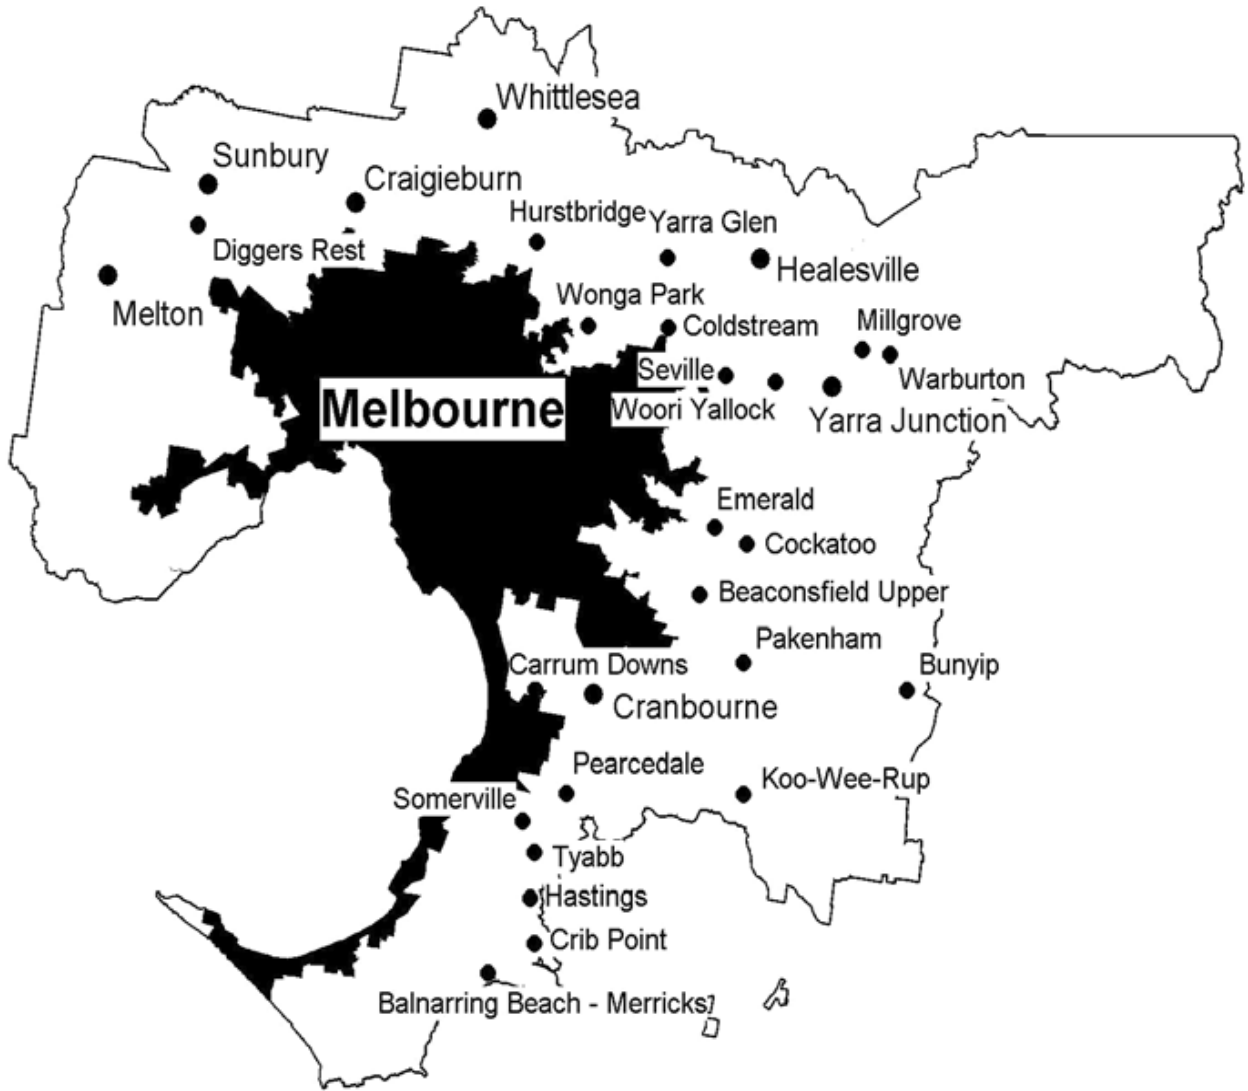 Whittlesea
Sunbury
Craigieburn
Hurstbridge
Yarra Glen
Diggers Rest
Healesville
Melton
Wonga Park
Coldstream
Millgrove
Seville
Warburton
Melbourne
Woori Yallock
Yarra Junction
Emerald
Cockatoo
Beaconsfield Upper
Pakenham
Carrum Downs
Bunyip
Cranbourne
Pearcedale
Koo-Wee-Rup
Somerville
Tyabb
Hastings
Crib Point
Balnarring Beach - Merricks